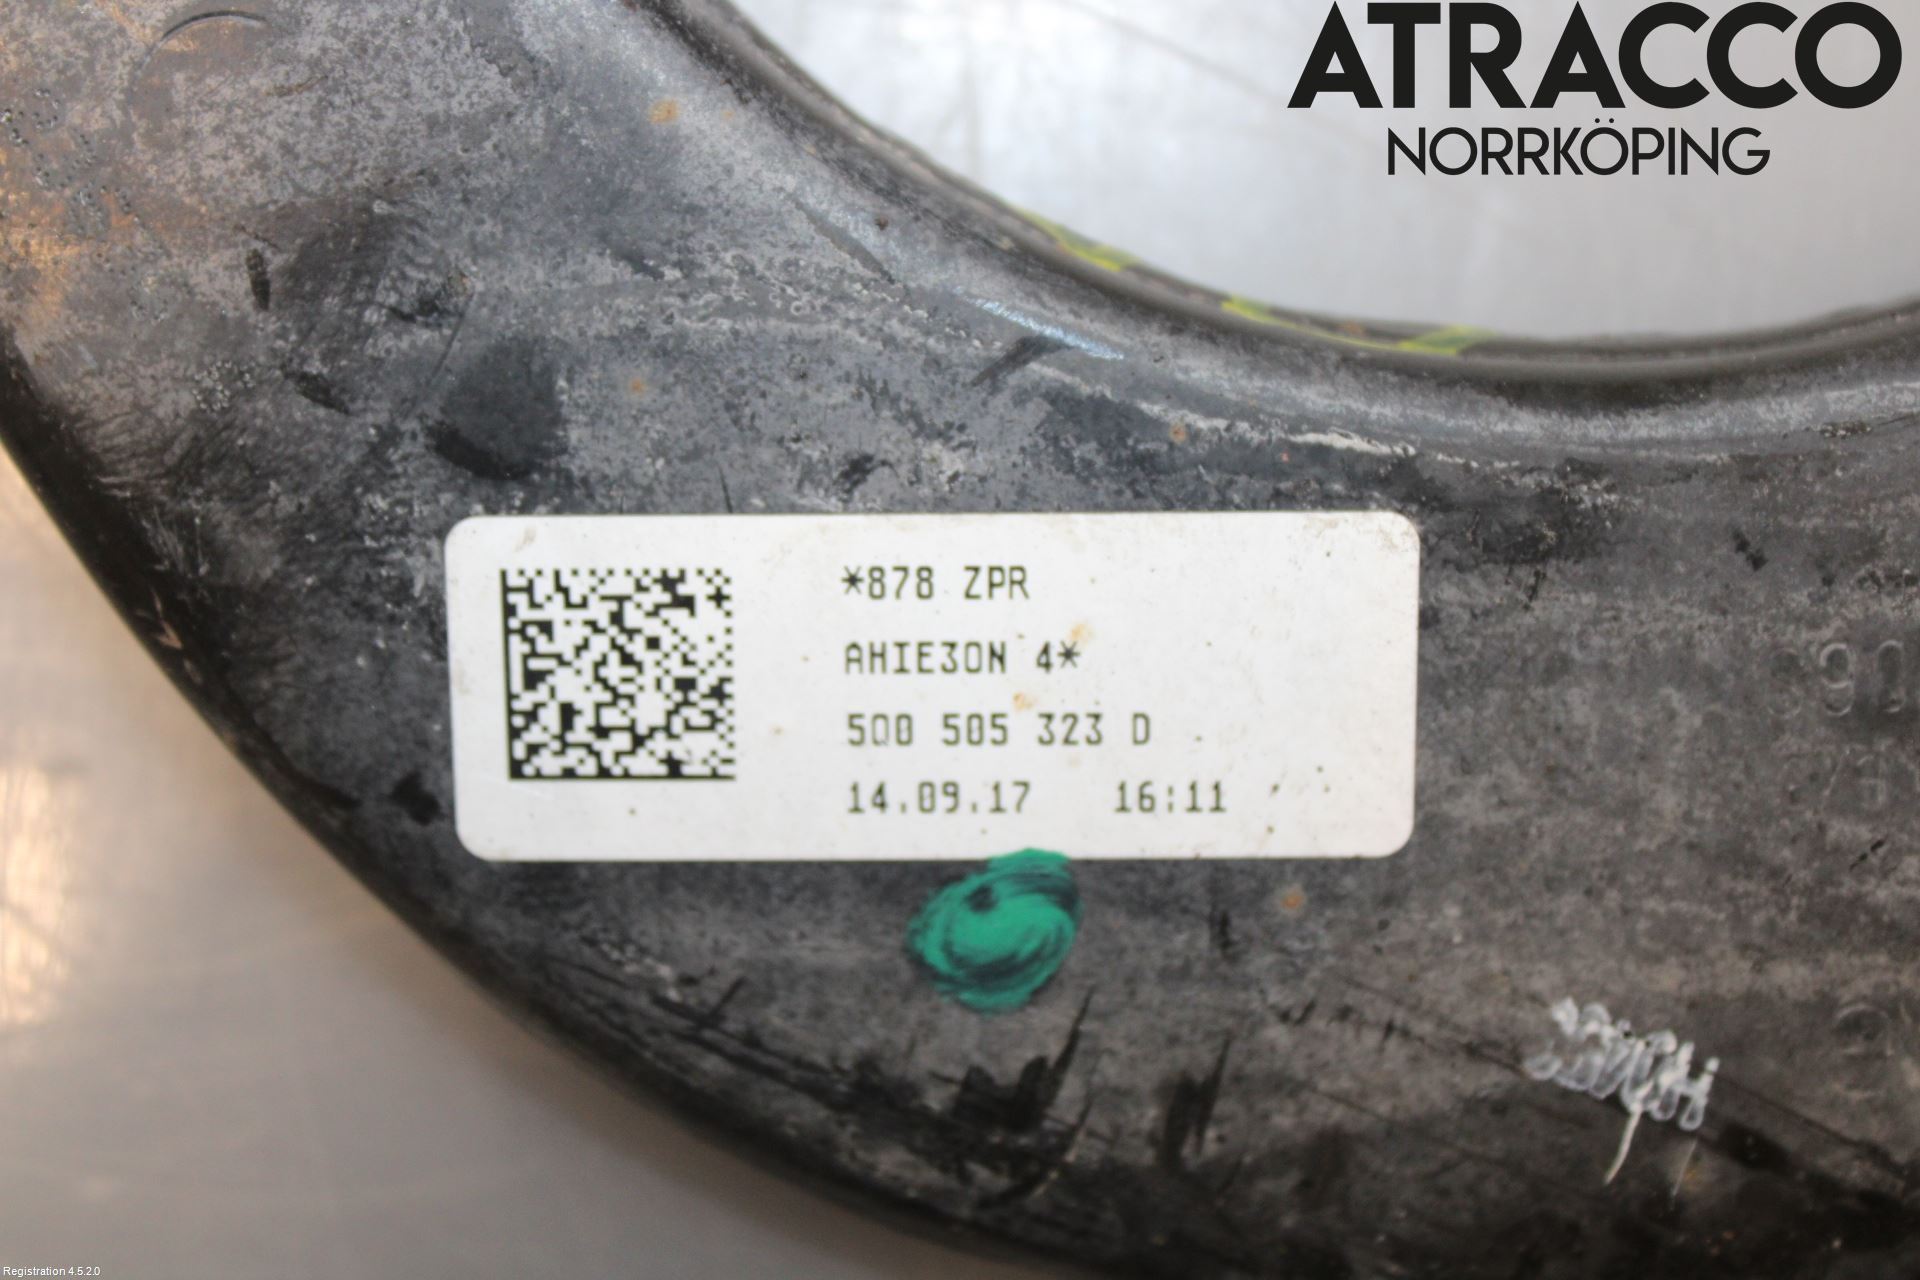 ATRACCO
NORRKÖPING
*878 ZPR
AHIE3ON 4*
5Q0 505 323 D
14.09.17 16:11
Registration 4.5.2.0